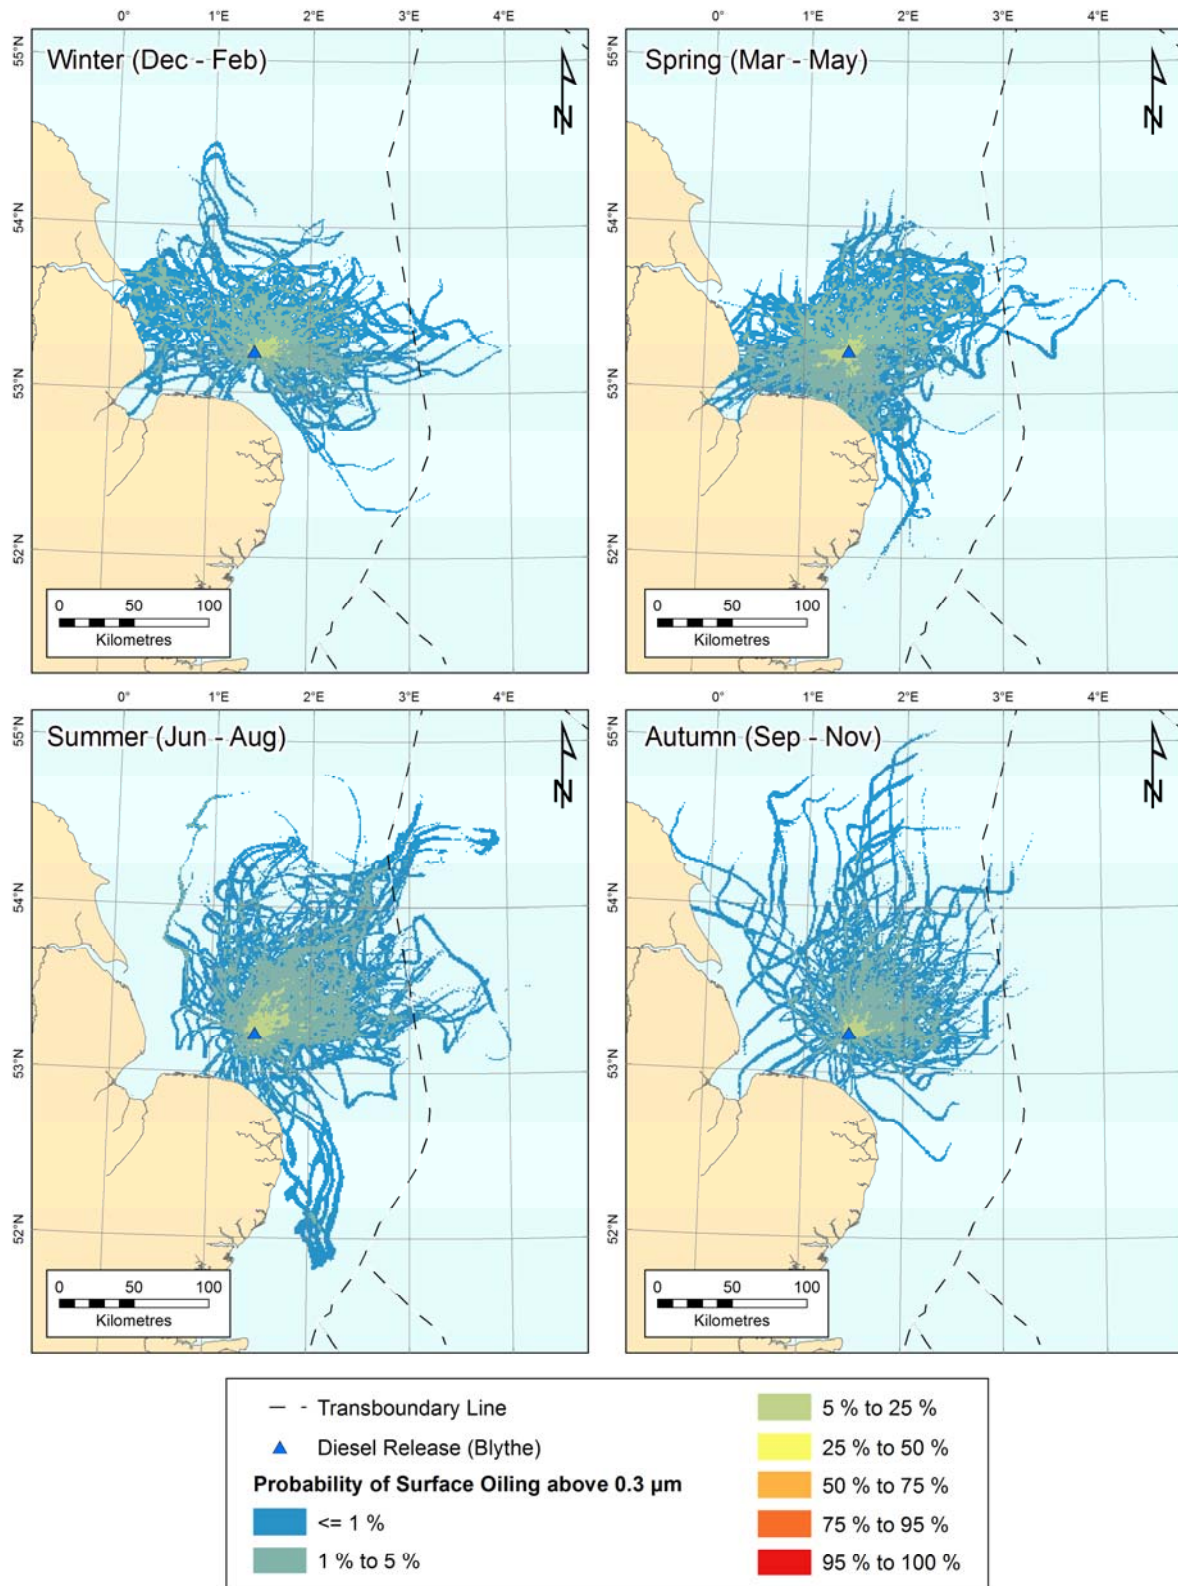 0° 1°E 2°E 3°E 4°E
0° 1°E 2°E 3°E 4°E
Winter (Dec - Feb)
55°N
54°N
53°N
52°N
N
0 50 100
Kilometres
Spring (Mar - May)
55°N
54°N
53°N
52°N
N
0 50 100
Kilometres
0° 1°E 2°E 3°E 4°E
0° 1°E 2°E 3°E 4°E
Summer (Jun - Aug)
55°N
54°N
53°N
52°N
N
0 50 100
Kilometres
Autumn (Sep - Nov)
55°N
54°N
53°N
52°N
N
0 50 100
Kilometres
Transboundary Line
Diesel Release (Blythe)
Probability of Surface Oiling above 0.3 µm
<= 1 %
1 % to 5 %
5 % to 25 %
25 % to 50 %
50 % to 75 %
75 % to 95 %
95 % to 100 %